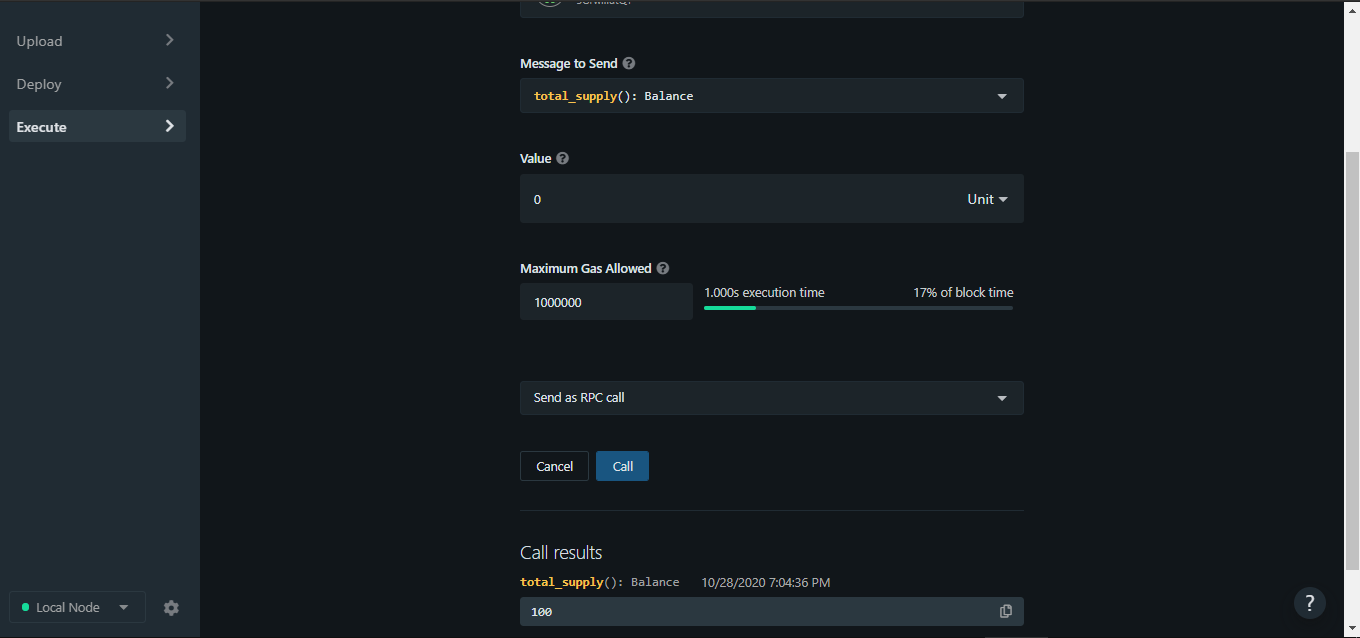 Upload
Deploy
Execute
Message to Send ?
total_supply(): Balance
Value ?
0 Unit
Maximum Gas Allowed ?
1000000
1.000s execution time 17% of block time
Send as RPC call
Cancel Call
Call results
total_supply(): Balance 10/28/2020 7:04:36 PM
100
Local Node
?